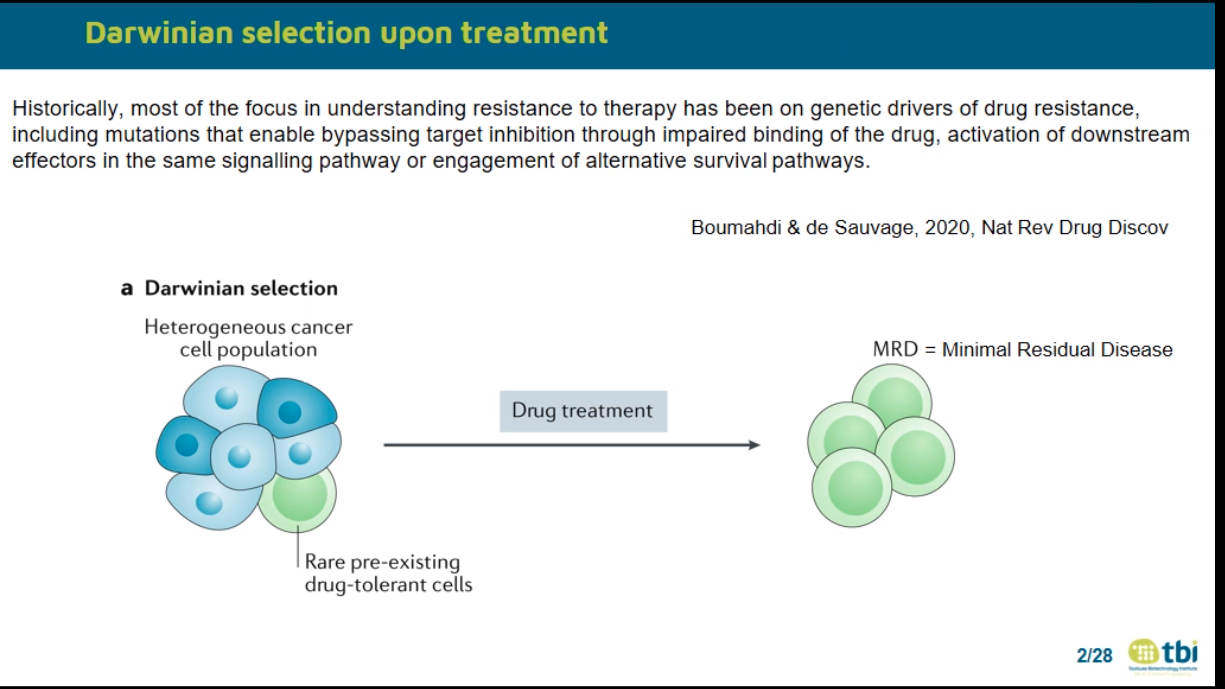 Darwinian selection upon treatment
Historically, most of the focus in understanding resistance to therapy has been on genetic drivers of drug resistance,
including mutations that enable bypassing target inhibition through impaired binding of the drug, activation of downstream
effectors in the same signalling pathway or engagement of alternative survival pathways.
Boumahdi & de Sauvage, 2020, Nat Rev Drug Discov
a Darwinian selection
Heterogeneous cancer
cell population
MRD = Minimal Residual Disease
Drug treatment
Rare pre-existing
drug-tolerant cells
2/28
tbi
Toulouse Biotechnology Institute